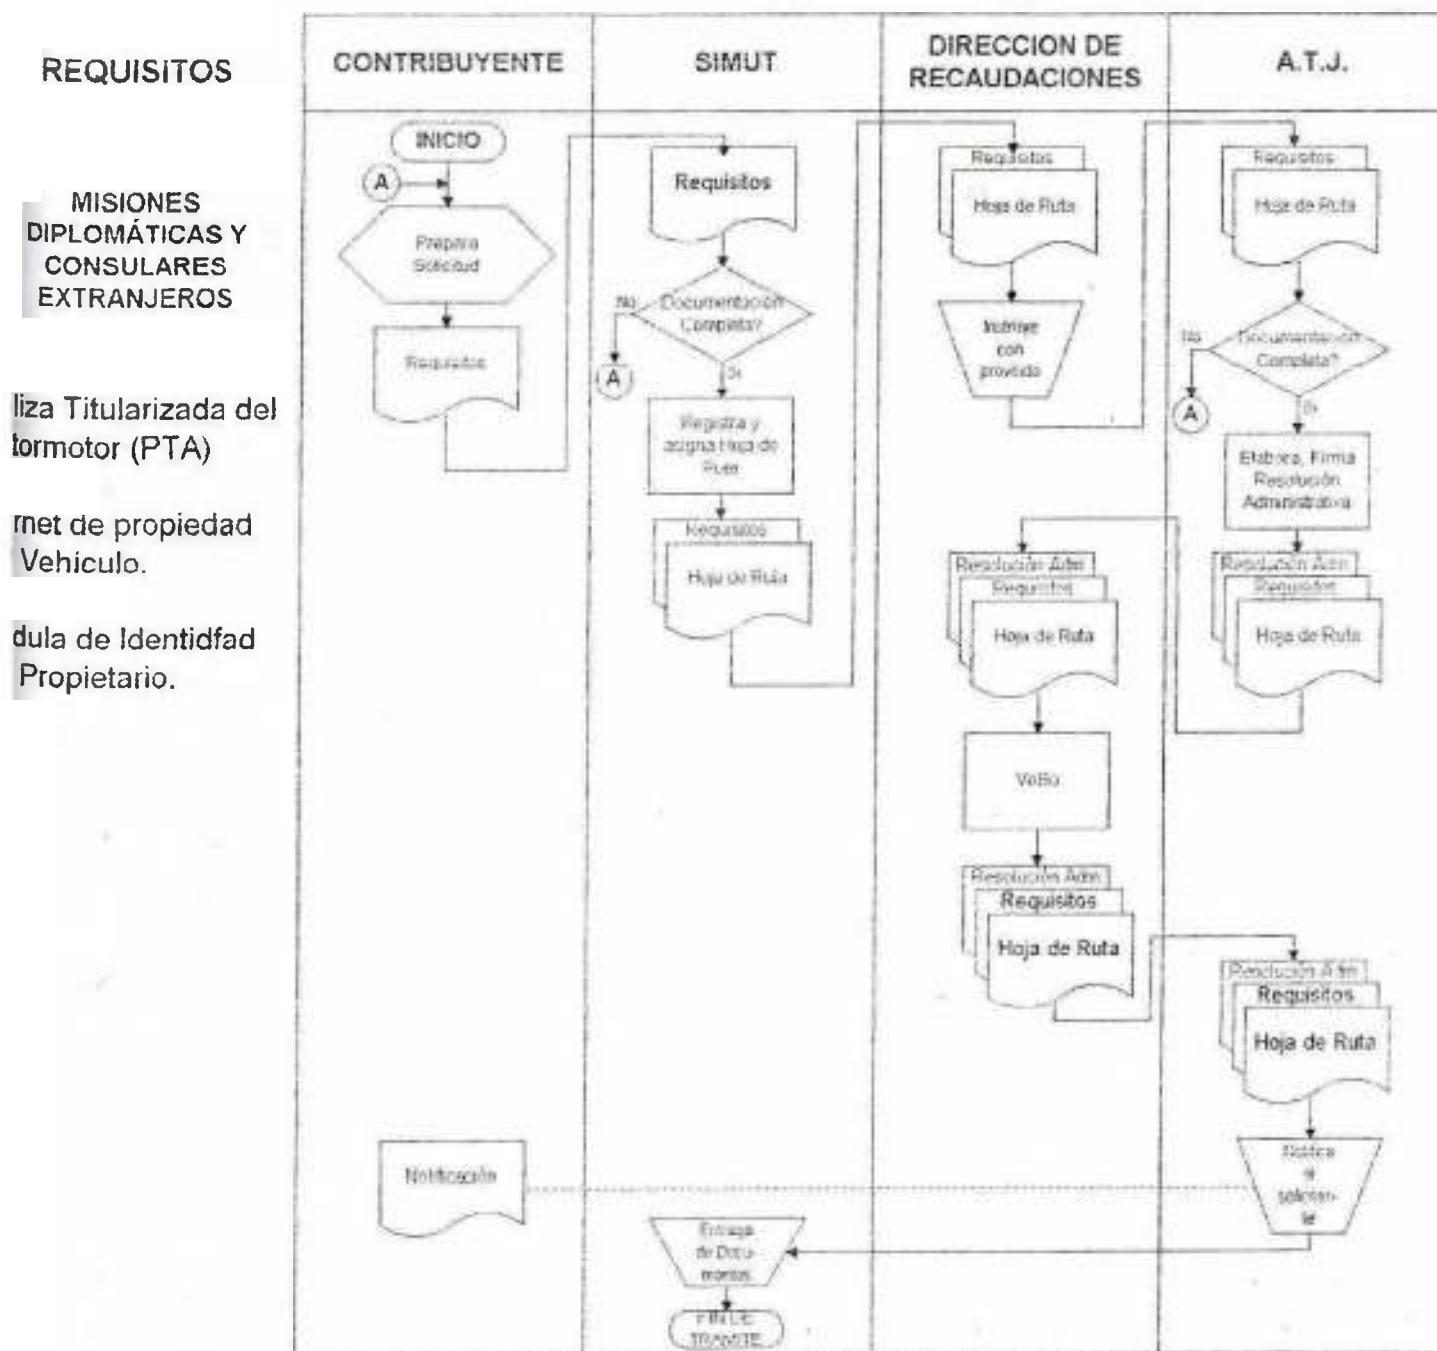 REQUISITOS
MISIONES
DIPLOMÁTICAS Y
CONSULARES
EXTRANJEROS
liza Titularizada del
tormotor (PTA)
rnet de propiedad
Vehiculo.
dula de Identidfad
Propietario.
CONTRIBUYENTE
INICIO
A
Prepara
Solicitud
Requisitos
Notificación
SIMUT
Requisitos
Documentación
Completa?
No
A
Si
Registra y
asigna Hoja de
Ruta
Requisitos
Hoja de Ruta
Entrega
de Docu-
mentos
FIN DE
TRAMITE
DIRECCION DE
RECAUDACIONES
Requisitos
Hoja de Ruta
Instruye
con
proveido
Resolución Adm
Requisitos
Hoja de Ruta
VoBo
Resolución Adm
Requisitos
Hoja de Ruta
A.T.J.
Requisitos
Hoja de Ruta
Documentación
Completa?
No
A
Si
Elabora, Firma
Resolución
Administrativa
Resolución Adm
Requisitos
Hoja de Ruta
Resolución Adm
Requisitos
Hoja de Ruta
Notifica
al
solicitan-
te